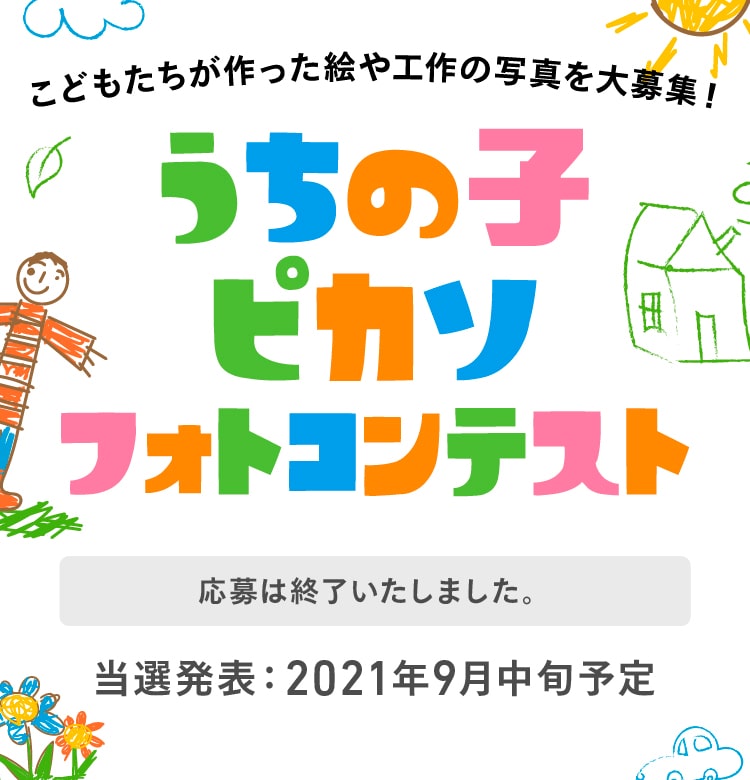 こどもたちが作った絵や工作の写真を大募集！
うちの子
ピカソ
フォトコンテスト
応募は終了いたしました。
当選発表：2021年9月中旬予定